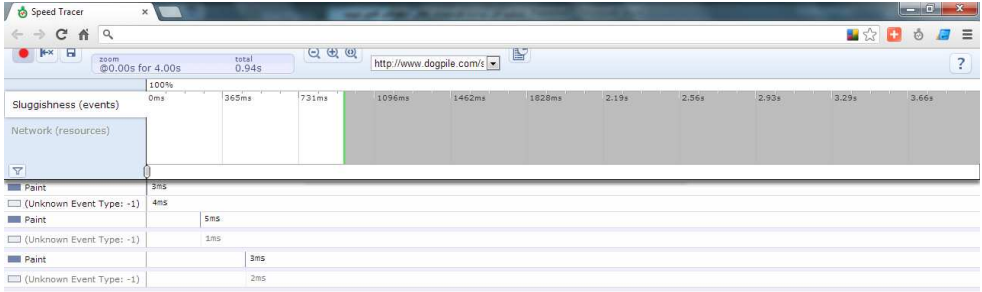 Speed Tracer
zoom total
@0.00s for 4.00s 0.94s
http://www.dogpile.com/s
?
100%
Sluggishness (events)
0ms 365ms 731ms 1096ms 1462ms 1828ms 2.19s 2.56s 2.93s 3.29s 3.66s
Network (resources)
Paint 3ms
(Unknown Event Type: -1) 4ms
Paint 5ms
(Unknown Event Type: -1) 1ms
Paint 3ms
(Unknown Event Type: -1) 2ms